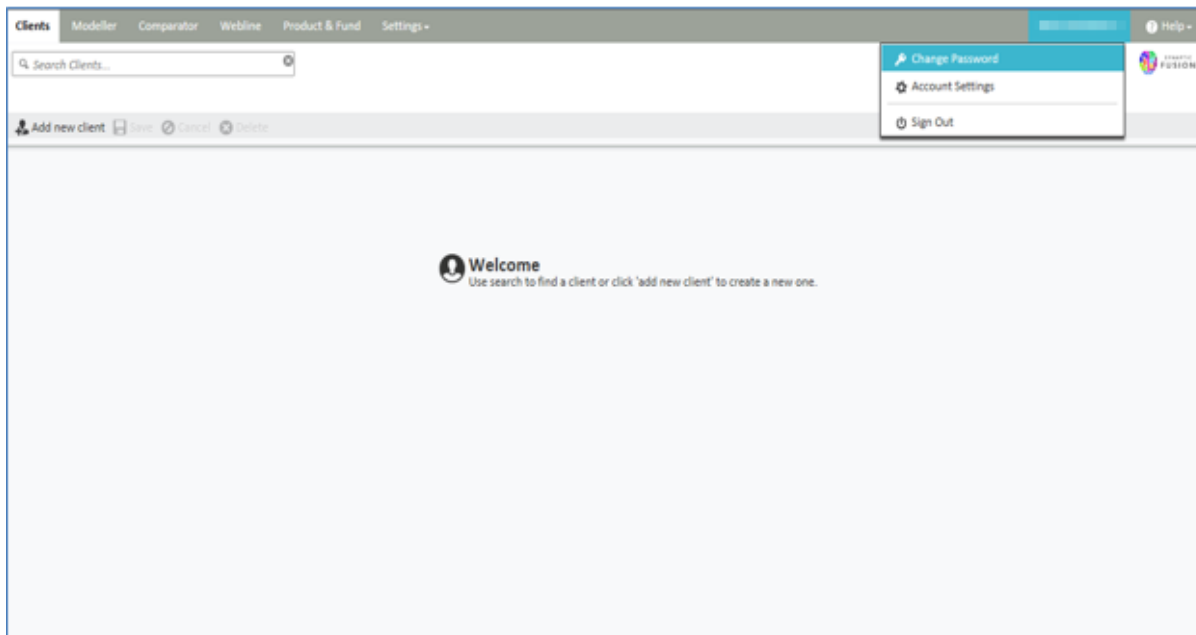 Clients Modeller Comparator Webline Product & Fund Settings Help
Search Clients...
Change Password
SYNAPTIC
FUSION
Account Settings
Sign Out
Add new client Save Cancel Delete
Welcome
Use search to find a client or click 'add new client' to create a new one.